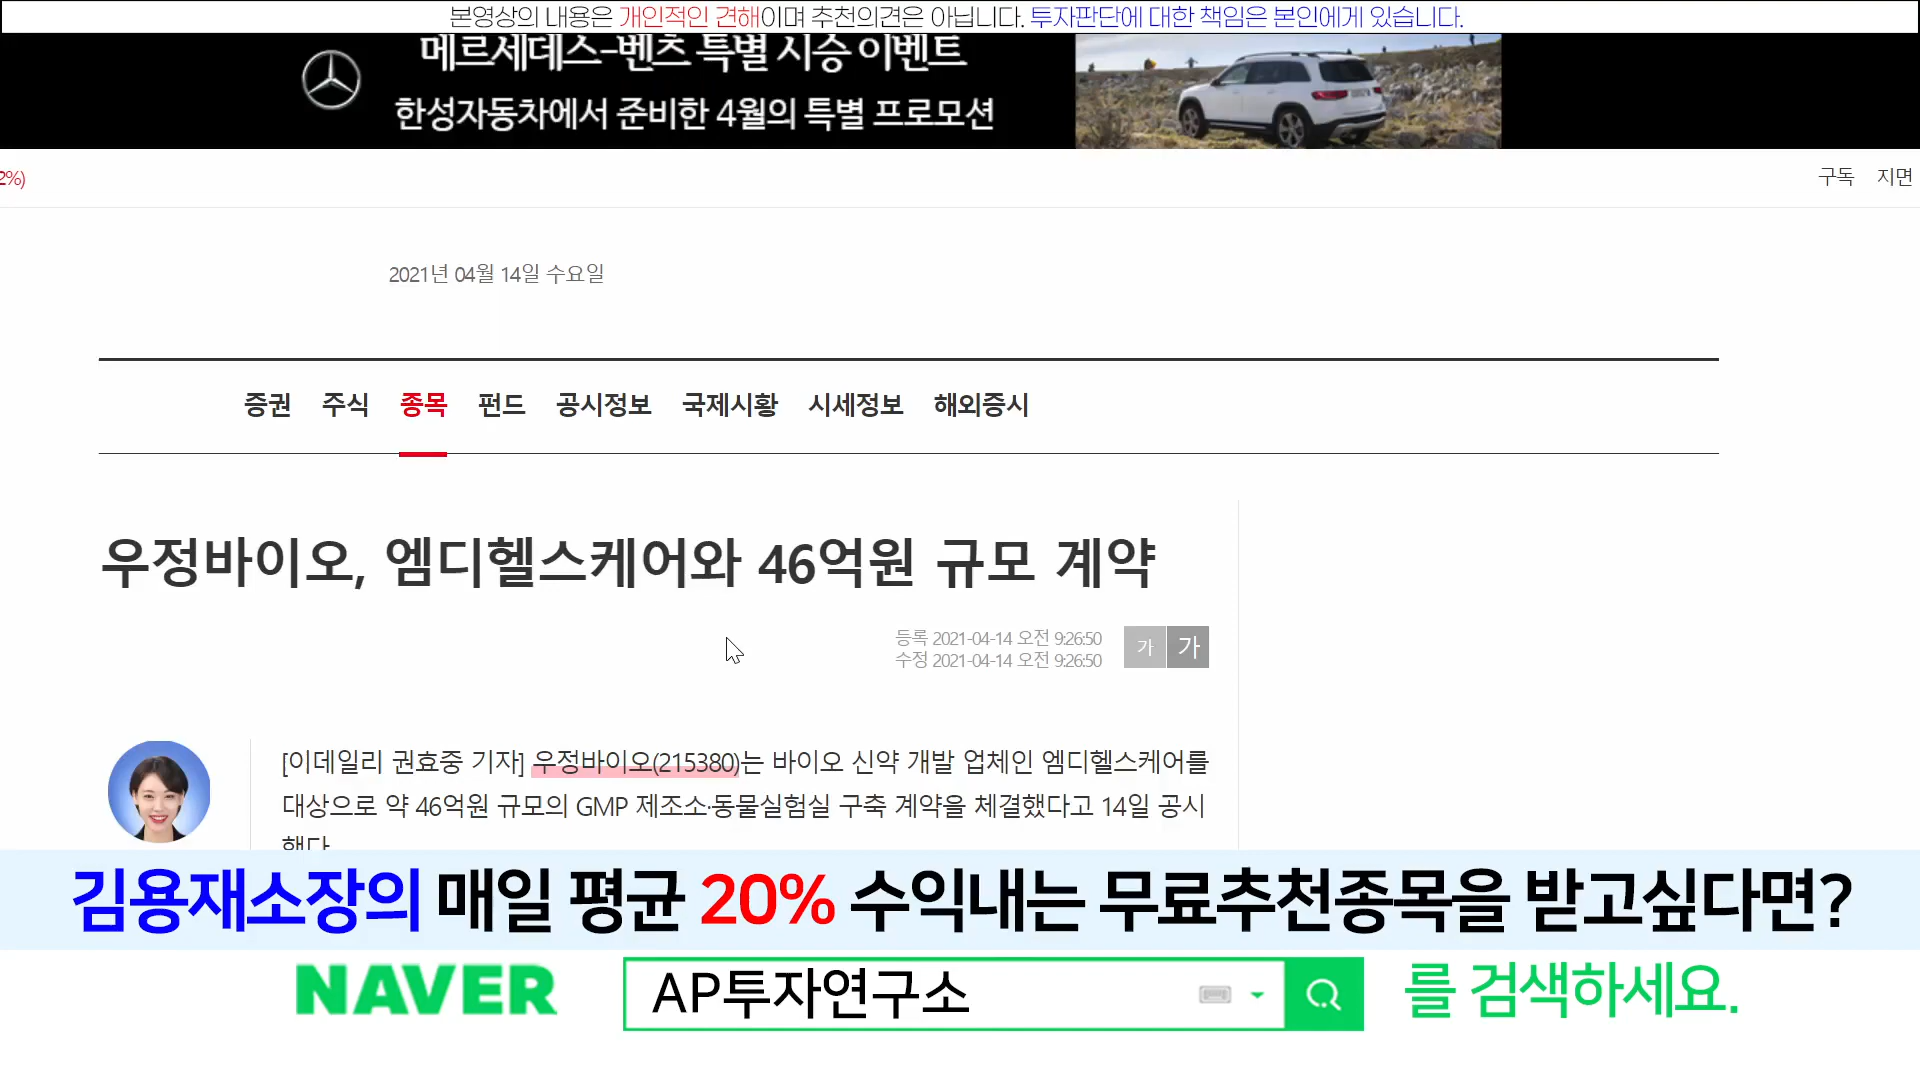 본영상의 내용은 개인적인 견해이며 추천의견은 아닙니다. 투자판단에 대한 책임은 본인에게 있습니다.
메르세데스-벤츠 특별 시승 이벤트
한성자동차에서 준비한 4월의 특별 프로모션
2%)
구독 지면
2021년 04월 14일 수요일
증권 주식 종목 펀드 공시정보 국제시황 시세정보 해외증시
우정바이오, 엠디헬스케어와 46억원 규모 계약
등록 2021-04-14 오전 9:26:50
수정 2021-04-14 오전 9:26:50
가 가
[이데일리 권효중 기자] 우정바이오(215380)는 바이오 신약 개발 업체인 엠디헬스케어를
대상으로 약 46억원 규모의 GMP 제조소·동물실험실 구축 계약을 체결했다고 14일 공시
했다
김용재소장의 매일 평균 20% 수익내는 무료추천종목을 받고싶다면?
NAVER AP투자연구소 를 검색하세요.